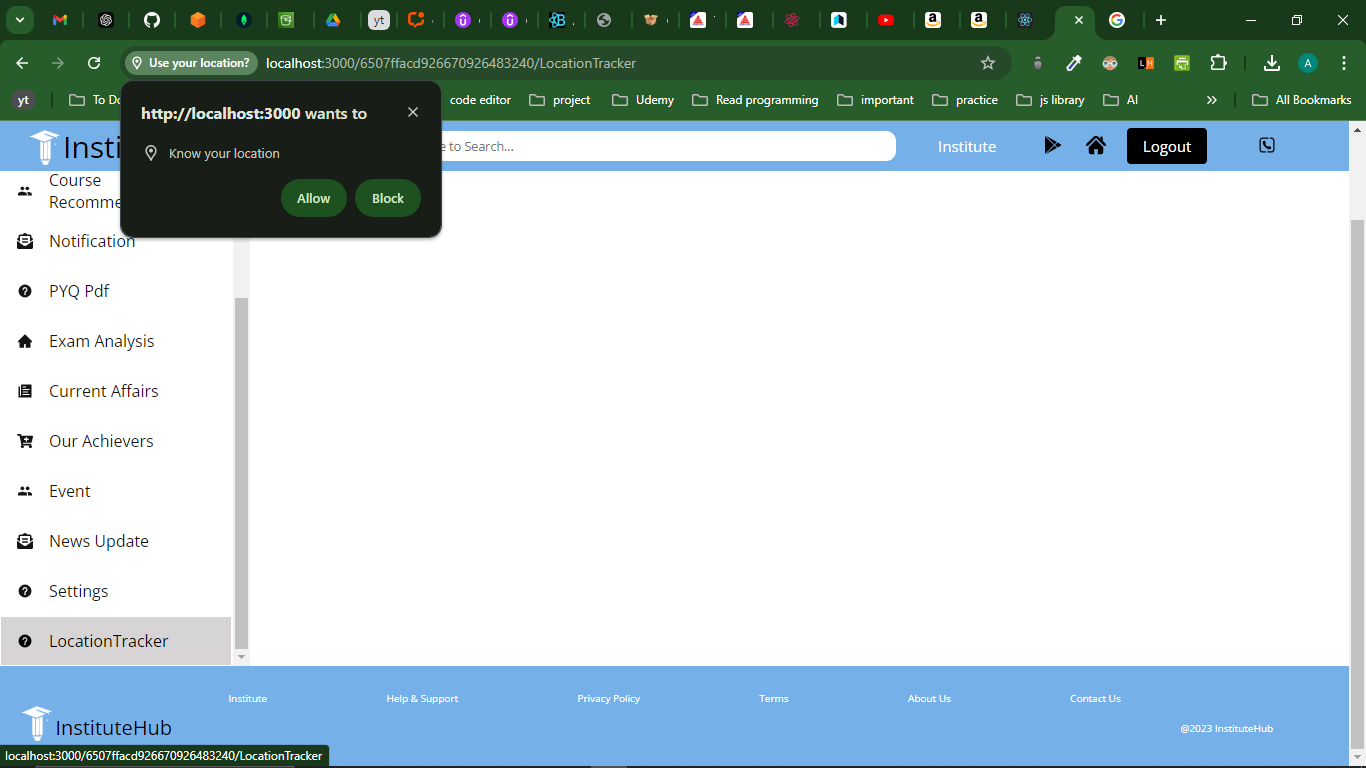 yt
Use your location?
localhost:3000/6507ffacd926670926483240/LocationTracker
A
yt
To Do
code editor
project
Udemy
Read programming
important
practice
js library
AI
»
All Bookmarks
http://localhost:3000 wants to
Know your location
Allow
Block
Insti
to Search...
Institute
Logout
Course
Recomme
Notification
PYQ Pdf
Exam Analysis
Current Affairs
Our Achievers
Event
News Update
Settings
LocationTracker
Institute
Help & Support
Privacy Policy
Terms
About Us
Contact Us
InstituteHub
@2023 InstituteHub
localhost:3000/6507ffacd926670926483240/LocationTracker